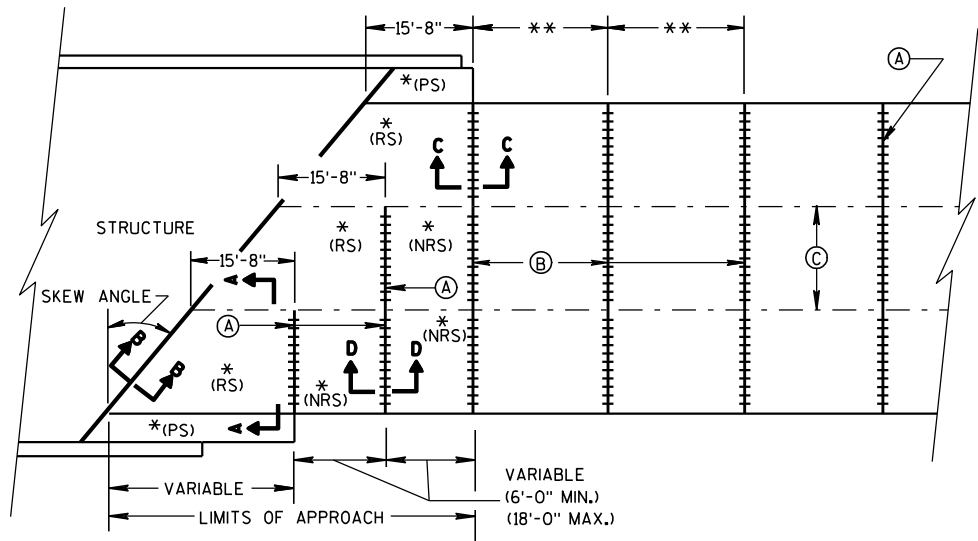 15'-8" ** **
Ⓐ
*(PS)
*
(RS)
C C
15'-8"
*
(RS)
*
(NRS)
STRUCTURE
Ⓑ Ⓒ
15'-8"
A
SKEW ANGLE
Ⓐ
Ⓐ
B
B
*
(NRS)
*
(RS)
D D
*
(NRS)
*(PS)
A
VARIABLE
VARIABLE
(6'-0" MIN.)
(18'-0" MAX.)
LIMITS OF APPROACH